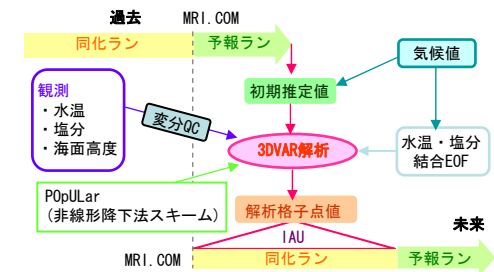 過去
MRI.COM
同化ラン
予報ラン
気候値
観測
・水温
・塩分
・海面高度
変分QC
初期推定値
3DVAR解析
水温・塩分
結合EOF
POpULar
(非線形降下法スキーム)
解析格子点値
未来
IAU
MRI.COM
同化ラン
予報ラン